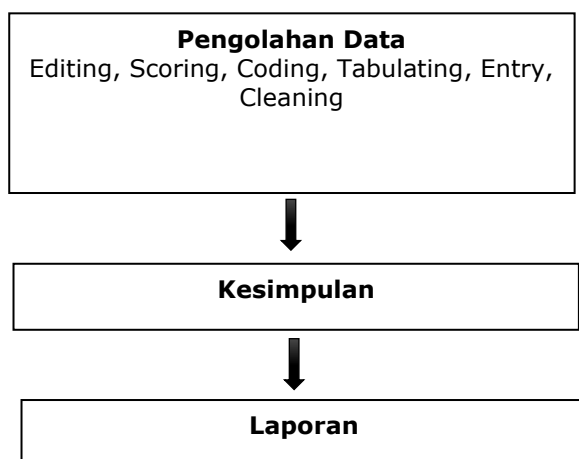 Pengolahan Data
Editing, Scoring, Coding, Tabulating, Entry,
Cleaning
Kesimpulan
Laporan